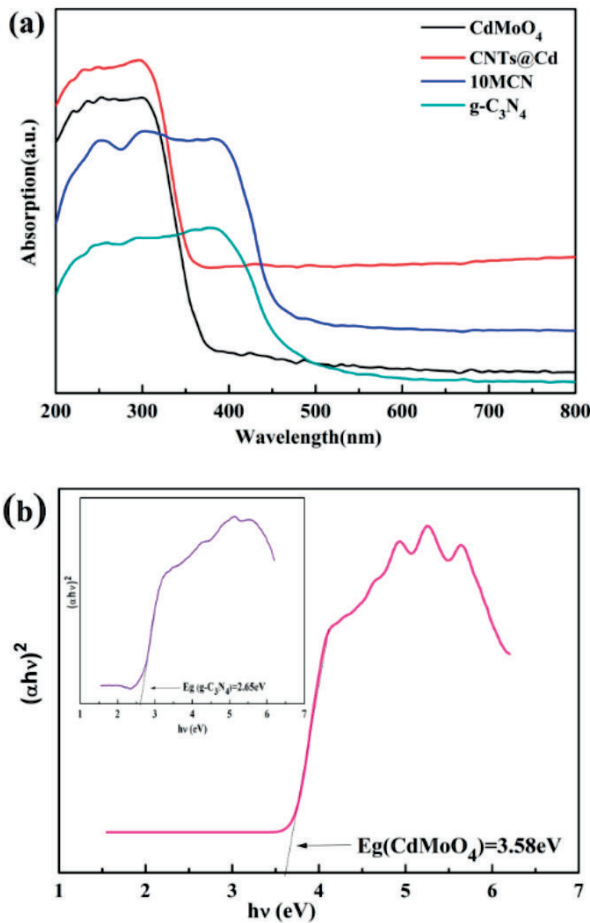 (a)
CdMoO₄
CNTs@Cd
10MCN
g-C₃N₄
Absorption(a.u.)
200 300 400 500 600 700 800
Wavelength(nm)
(b)
(αhν)²
Eg (g-C₃N₄)=2.65eV
1 2 3 4 5 6 7
hν (eV)
(αhν)²
Eg(CdMoO₄)=3.58eV
1 2 3 4 5 6 7
hν (eV)